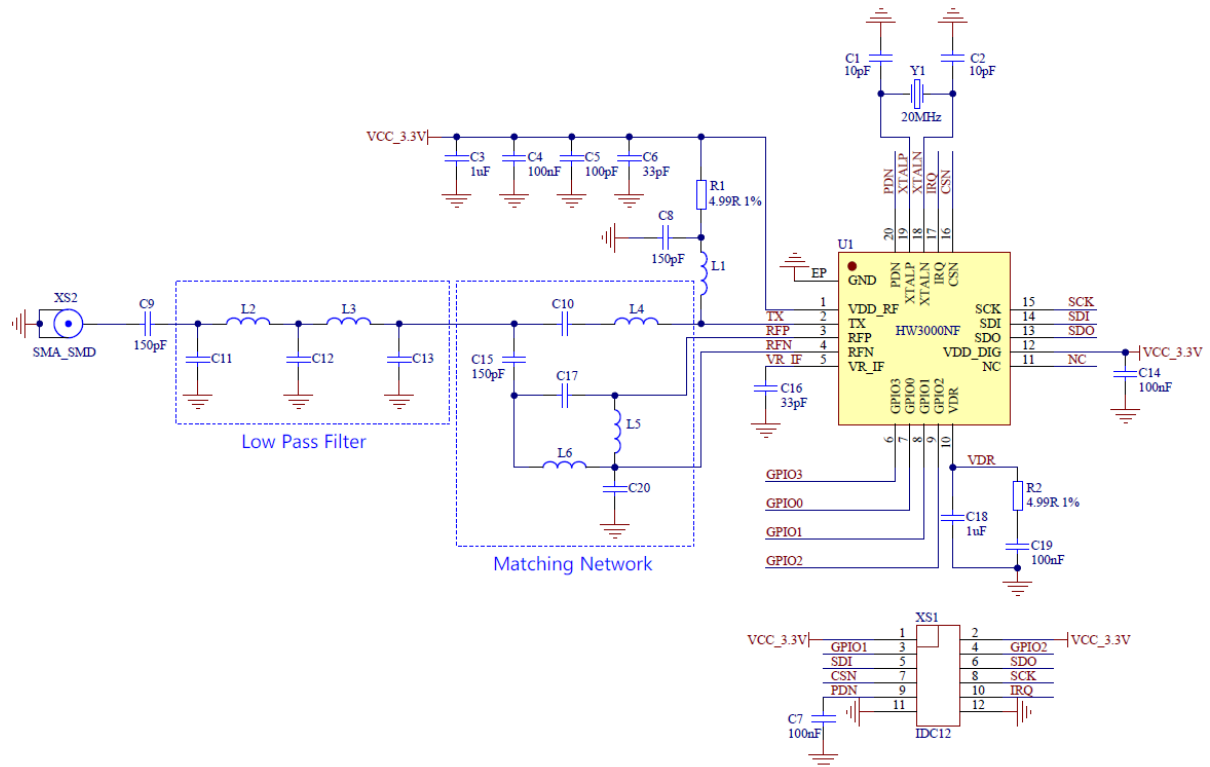 C1
10pF
C2
10pF
Y1
20MHz
VCC_3.3V
C3
1uF
C4
100nF
C5
100pF
C6
33pF
R1
4.99R 1%
C8
150pF
L1
PDN
XTALP
XTALN
IRQ
CSN
20
19
18
17
16
U1
EP
GND
PDN
XTALP
XTALN
IRQ
CSN
XS2
SMA_SMD
C9
150pF
L2
L3
C11
C12
C13
Low Pass Filter
C10
L4
C15
150pF
C17
L5
L6
C20
Matching Network
TX
RFP
RFN
VR_IF
1
2
3
4
5
VDD_RF
TX
RFP
RFN
VR_IF
HW3000NF
SCK
SDI
SDO
VDD_DIG
NC
15
14
13
12
11
SCK
SDI
SDO
NC
VCC_3.3V
C14
100nF
C16
33pF
GPIO3
GPIO0
GPIO1
GPIO2
VDR
6
7
8
9
10
GPIO3
GPIO0
GPIO1
GPIO2
VDR
R2
4.99R 1%
C18
1uF
C19
100nF
XS1
VCC_3.3V
1
2
VCC_3.3V
GPIO1
3
4
GPIO2
SDI
5
6
SDO
CSN
7
8
SCK
PDN
9
10
IRQ
11
12
C7
100nF
IDC12